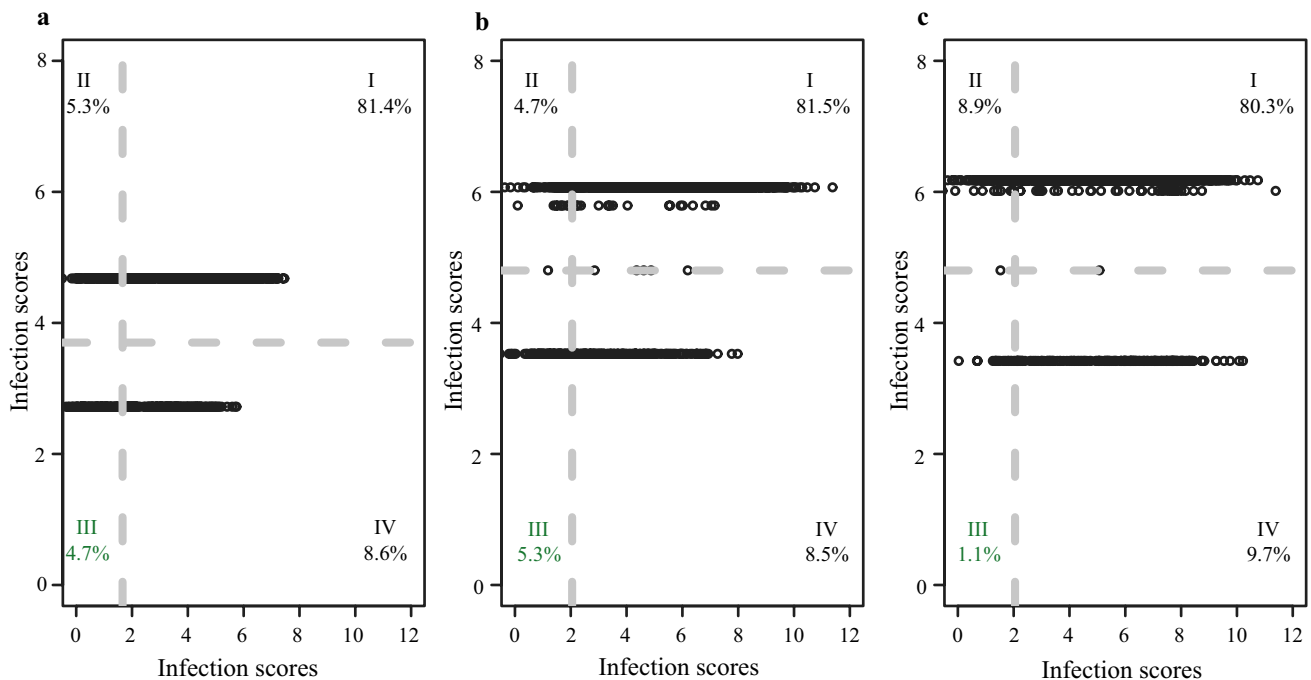 a
8
6
4
2
0
II
5.3%
I
81.4%
III
4.7%
IV
8.6%
0 2 4 6 8 10 12
Infection scores
Infection scores
b
8
6
4
2
0
II
4.7%
I
81.5%
III
5.3%
IV
8.5%
0 2 4 6 8 10 12
Infection scores
Infection scores
c
8
6
4
2
0
II
8.9%
I
80.3%
III
1.1%
IV
9.7%
0 2 4 6 8 10 12
Infection scores
Infection scores